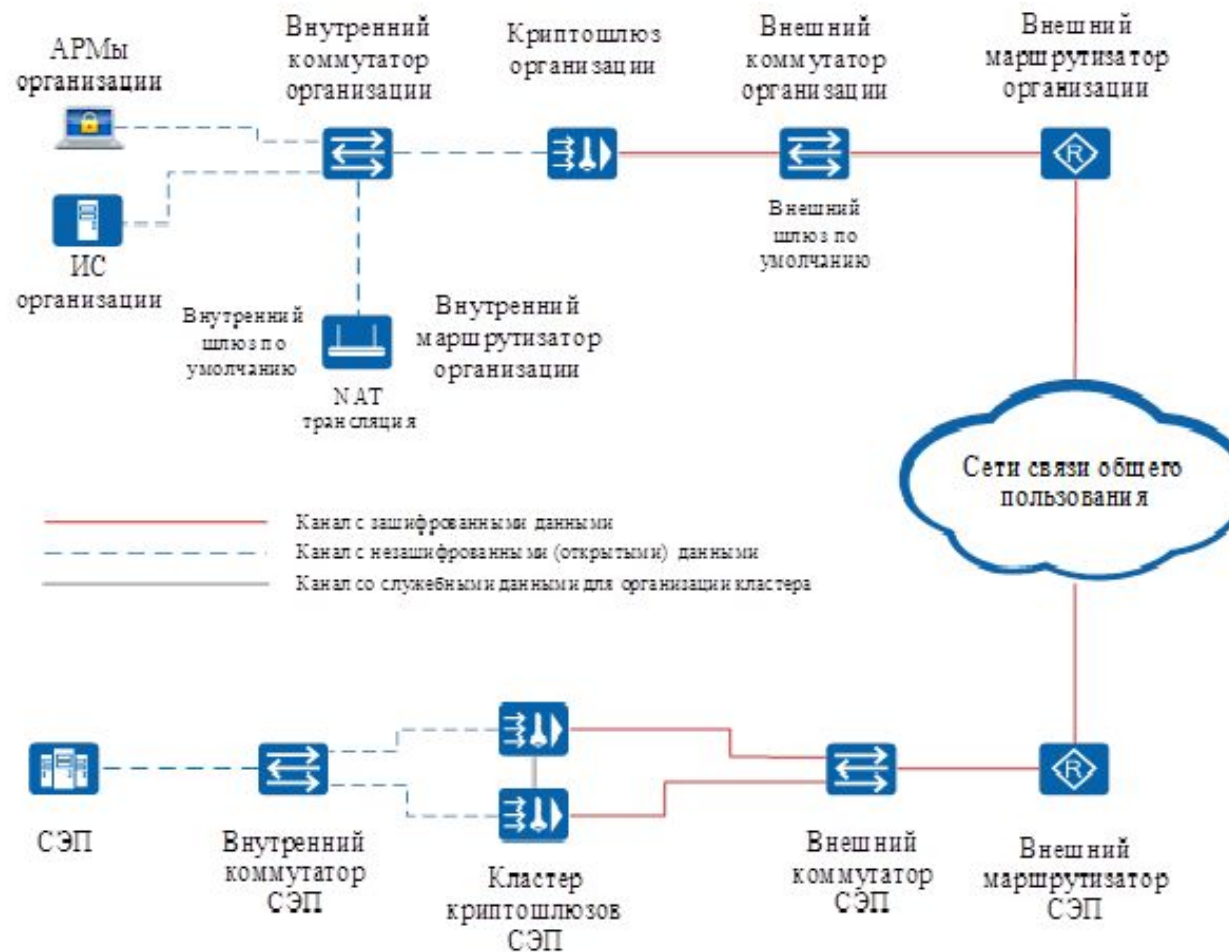 АРМы
организации
Внутренний
коммутатор
организации
Криптошлюз
организации
Внешний
коммутатор
организации
Внешний
маршрутизатор
организации
R
ИС
организации
Внешний
шлюз по
умолчанию
Внутренний
шлюз по
умолчанию
Внутренний
маршрутизатор
организации
NAT
трансляция
Сети связи общего
пользования
Канал с зашифрованными данными
Канал с незашифрованными (открытыми) данными
Канал со служебными данными для организации кластера
R
СЭП
Внутренний
коммутатор
СЭП
Кластер
криптошлюзов
СЭП
Внешний
коммутатор
СЭП
Внешний
маршрутизатор
СЭП